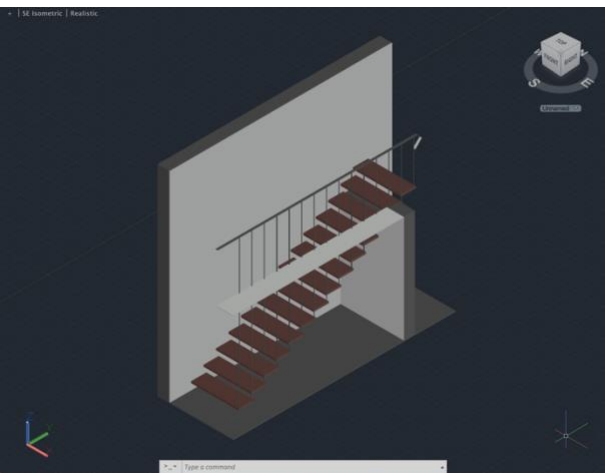 + | SE Isometric | Realistic
TOP
FRONT
RIGHT
S
E
Unnamed
Type a command